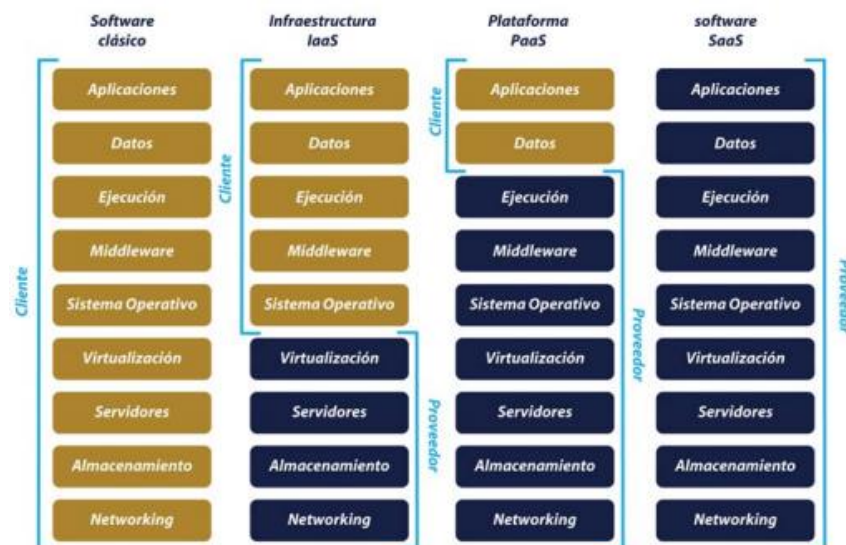 Software
clásico
Infraestructura
IaaS
Plataforma
PaaS
software
SaaS
Cliente
Aplicaciones
Datos
Ejecución
Middleware
Sistema Operativo
Virtualización
Servidores
Almacenamiento
Networking
Cliente
Aplicaciones
Datos
Ejecución
Middleware
Sistema Operativo
Virtualización
Servidores
Almacenamiento
Networking
Proveedor
Cliente
Aplicaciones
Datos
Ejecución
Middleware
Sistema Operativo
Virtualización
Servidores
Almacenamiento
Networking
Proveedor
Aplicaciones
Datos
Ejecución
Middleware
Sistema Operativo
Virtualización
Servidores
Almacenamiento
Networking
Proveedor